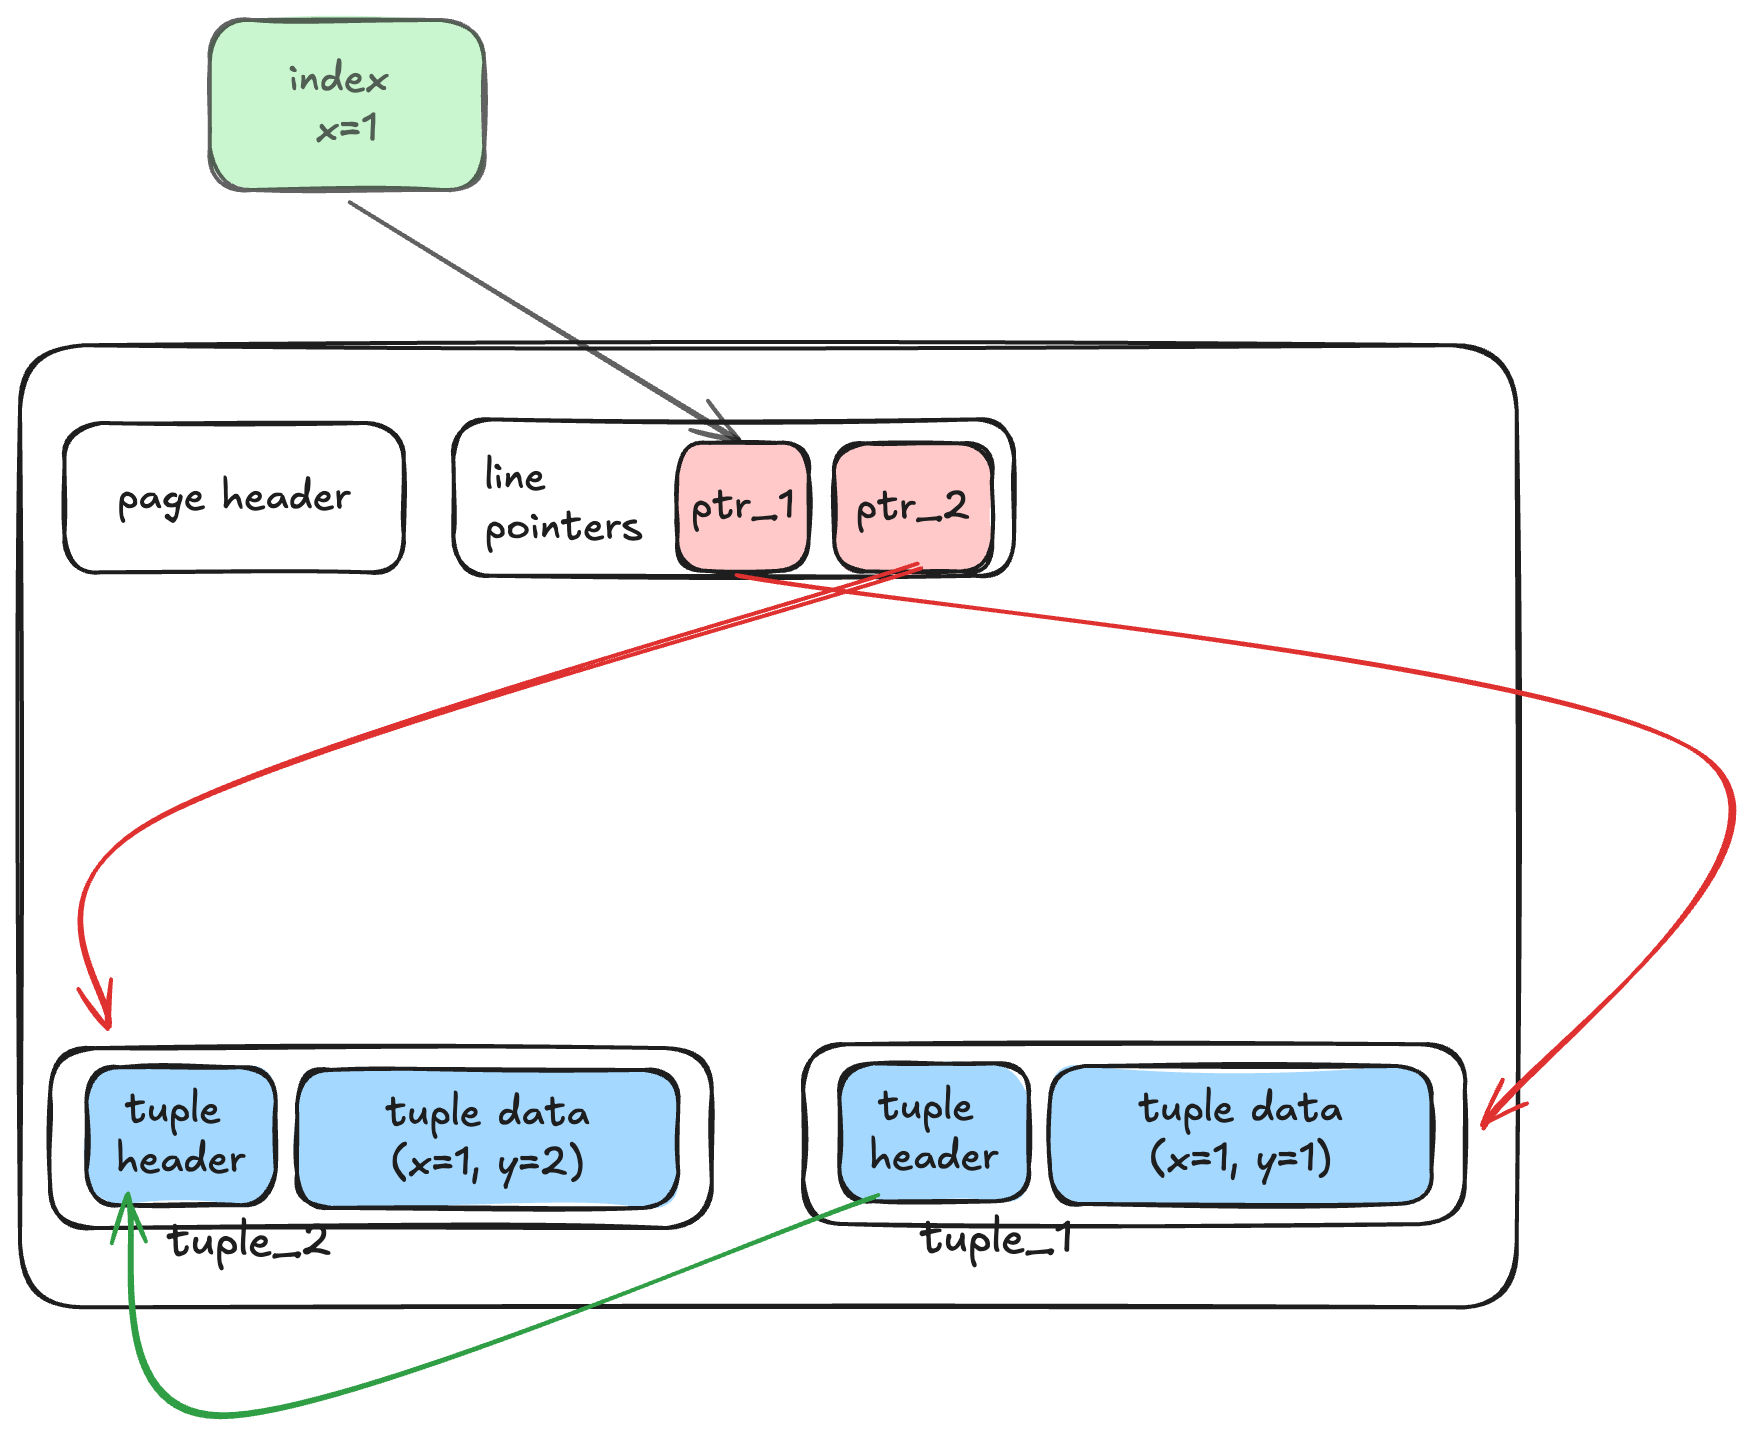 index
x=1
page header
line
pointers
ptr_1
ptr_2
tuple
header
tuple data
(x=1, y=2)
tuple_2
tuple
header
tuple data
(x=1, y=1)
tuple_1